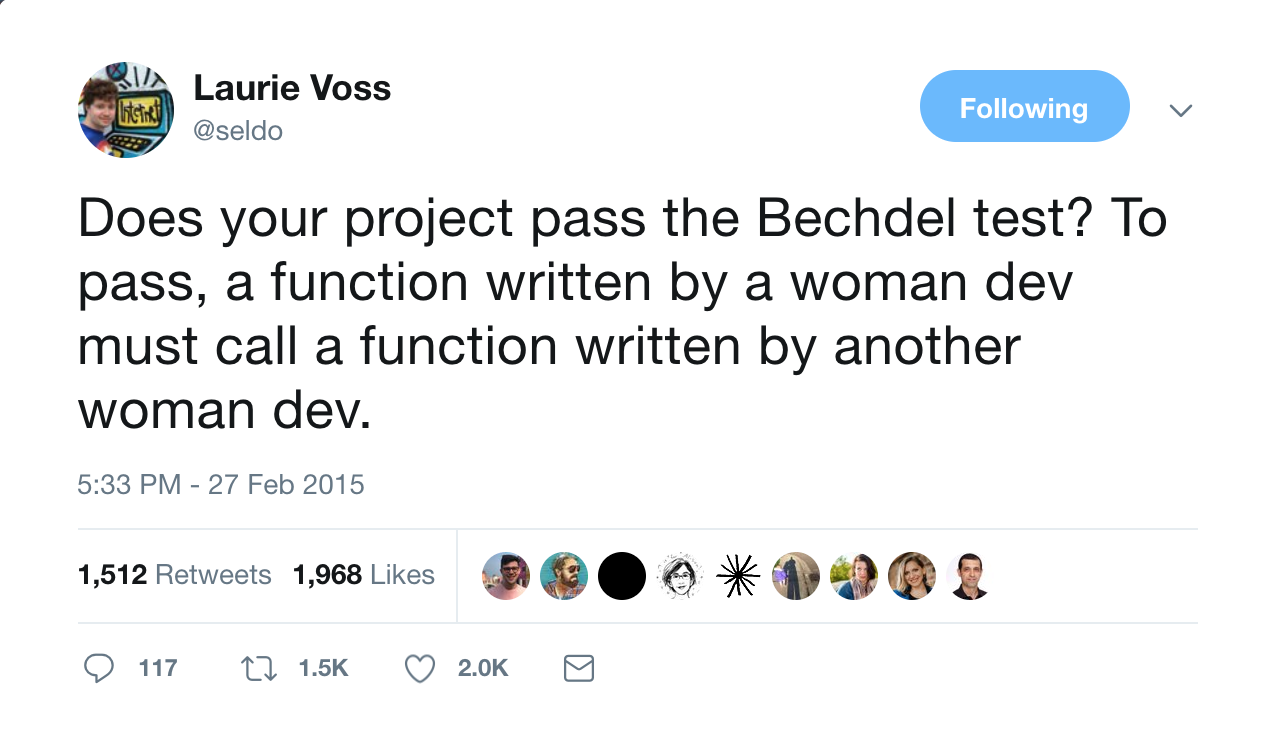 Laurie Voss
@seldo
Following
Does your project pass the Bechdel test? To
pass, a function written by a woman dev
must call a function written by another
woman dev.
5:33 PM - 27 Feb 2015
1,512 Retweets 1,968 Likes
117 1.5K 2.0K